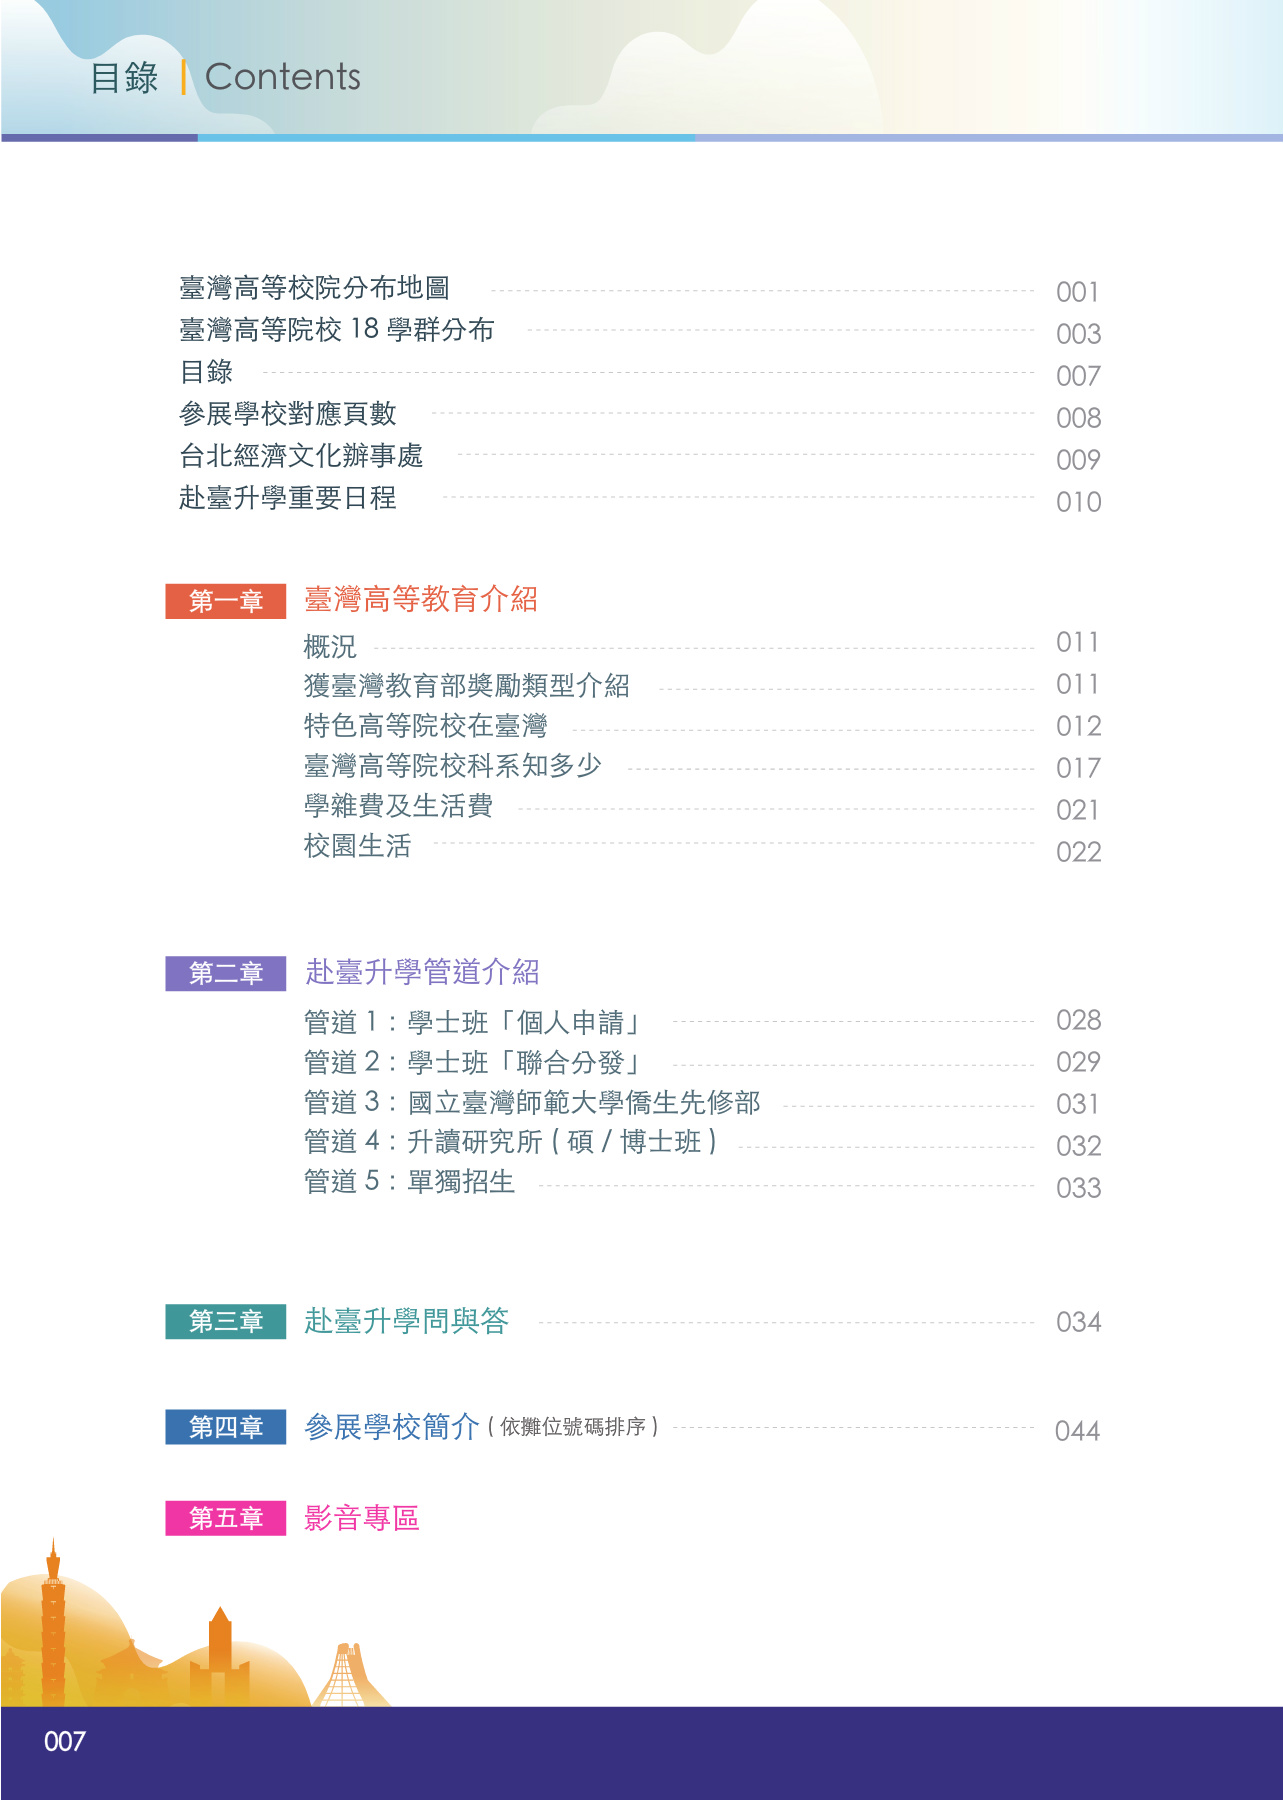 目錄 | Contents
臺灣高等校院分布地圖 001
臺灣高等院校 18 學群分布 003
目錄 007
參展學校對應頁數 008
台北經濟文化辦事處 009
赴臺升學重要日程 010
第一章 臺灣高等教育介紹
概況 011
獲臺灣教育部獎勵類型介紹 011
特色高等院校在臺灣 012
臺灣高等院校科系知多少 017
學雜費及生活費 021
校園生活 022
第二章 赴臺升學管道介紹
管道 1：學士班「個人申請」 028
管道 2：學士班「聯合分發」 029
管道 3：國立臺灣師範大學僑生先修部 031
管道 4：升讀研究所 ( 碩 / 博士班 ) 032
管道 5：單獨招生 033
第三章 赴臺升學問與答 034
第四章 參展學校簡介 ( 依攤位號碼排序 ) 044
第五章 影音專區
007